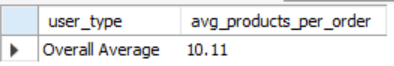 user_type avg_products_per_order
Overall Average 10.11